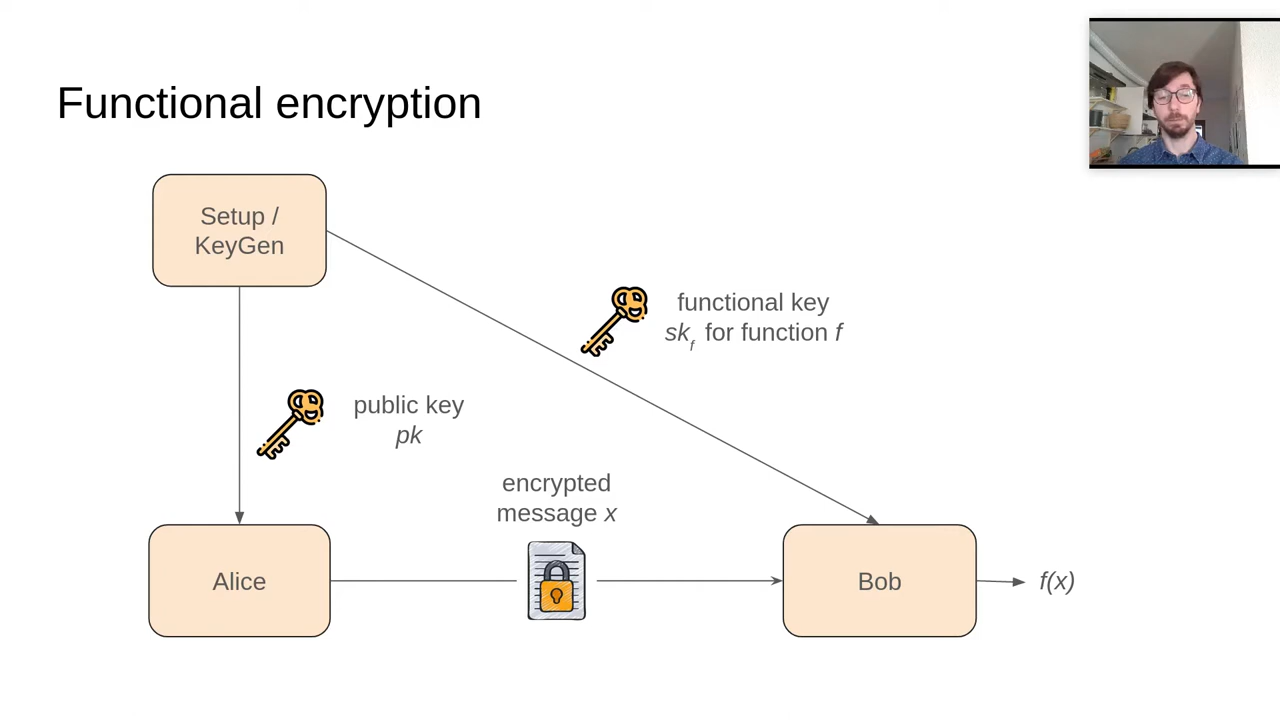 Functional encryption
Setup /
KeyGen
functional key
sk_f for function f
public key
pk
encrypted
message x
Alice
Bob
f(x)